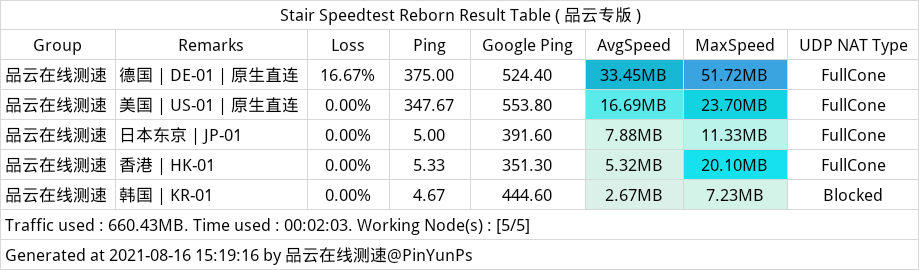 Stair Speedtest Reborn Result Table ( 品云专版 )
Group Remarks Loss Ping Google Ping AvgSpeed MaxSpeed UDP NAT Type
品云在线测速 德国 | DE-01 | 原生直连 16.67% 375.00 524.40 33.45MB 51.72MB FullCone
品云在线测速 美国 | US-01 | 原生直连 0.00% 347.67 553.80 16.69MB 23.70MB FullCone
品云在线测速 日本东京 | JP-01 0.00% 5.00 391.60 7.88MB 11.33MB FullCone
品云在线测速 香港 | HK-01 0.00% 5.33 351.30 5.32MB 20.10MB FullCone
品云在线测速 韩国 | KR-01 0.00% 4.67 444.60 2.67MB 7.23MB Blocked
Traffic used : 660.43MB. Time used : 00:02:03. Working Node(s) : [5/5]
Generated at 2021-08-16 15:19:16 by 品云在线测速@PinYunPs